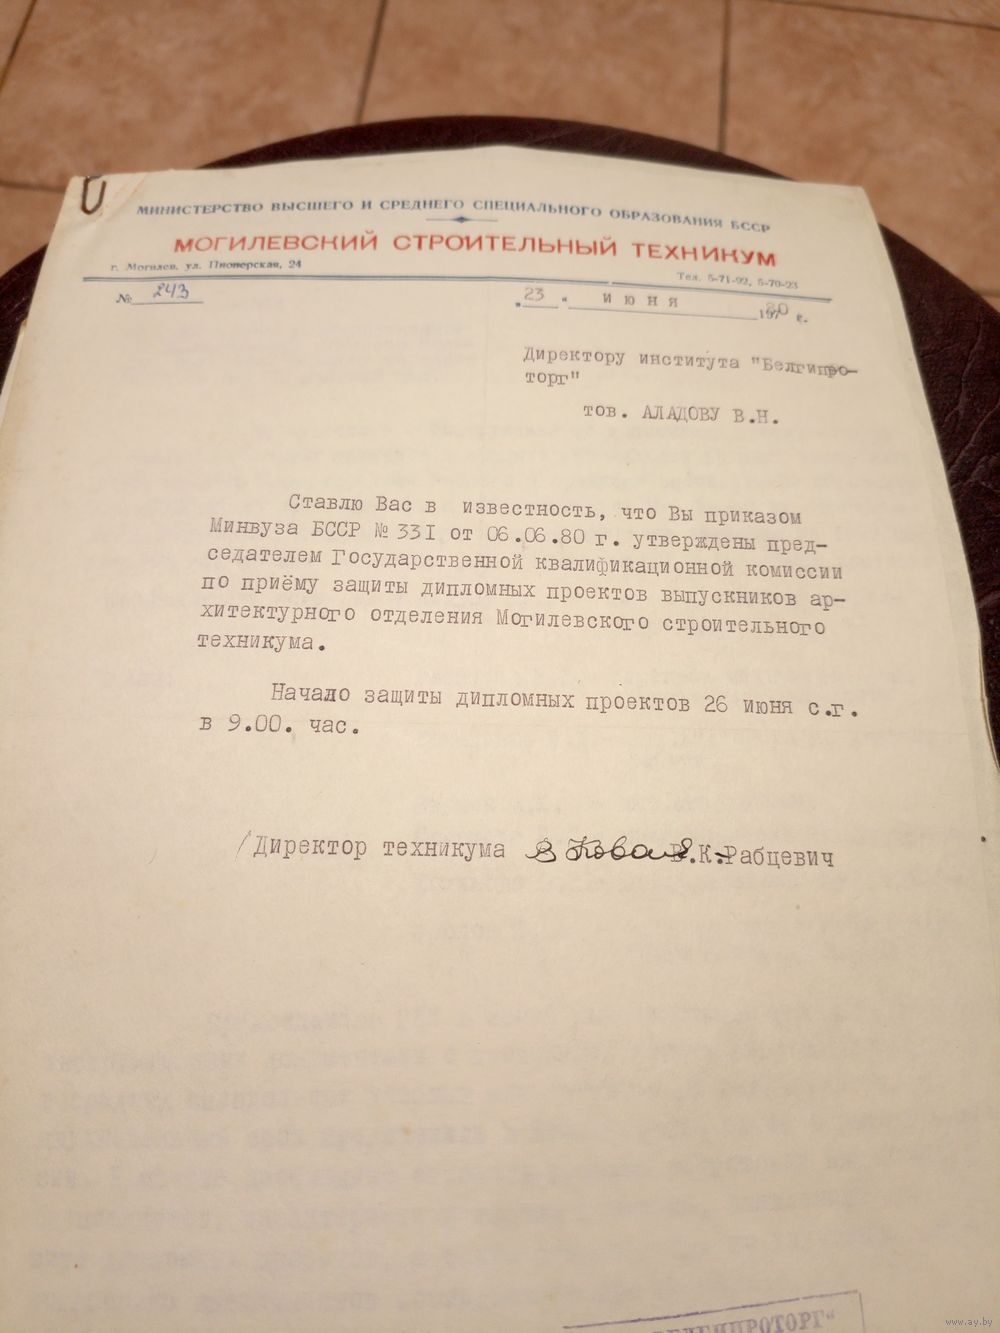 МИНИСТЕРСТВО ВЫСШЕГО И СРЕДНЕГО СПЕЦИАЛЬНОГО ОБРАЗОВАНИЯ БССР
МОГИЛЕВСКИЙ СТРОИТЕЛЬНЫЙ ТЕХНИКУМ
г. Могилев, ул. Пионерская, 24
Тел. 5-71-92, 5-70-23
№ 243
"23" июня 1980 г.
Директору института "Белгипро-
торг"
тов. АЛАДОВУ В.Н.
Ставлю Вас в известность, что Вы приказом
Минвуза БССР № 331 от 06.06.80 г. утверждены пред-
седателем Государственной квалификационной комиссии
по приёму защиты дипломных проектов выпускников ар-
хитектурного отделения Могилевского строительного
техникума.
Начало защиты дипломных проектов 26 июня с.г.
в 9.00. час.
/Директор техникума В.К.Рабцевич
"БЕЛГИПРОТОРГ"
www.ay.by